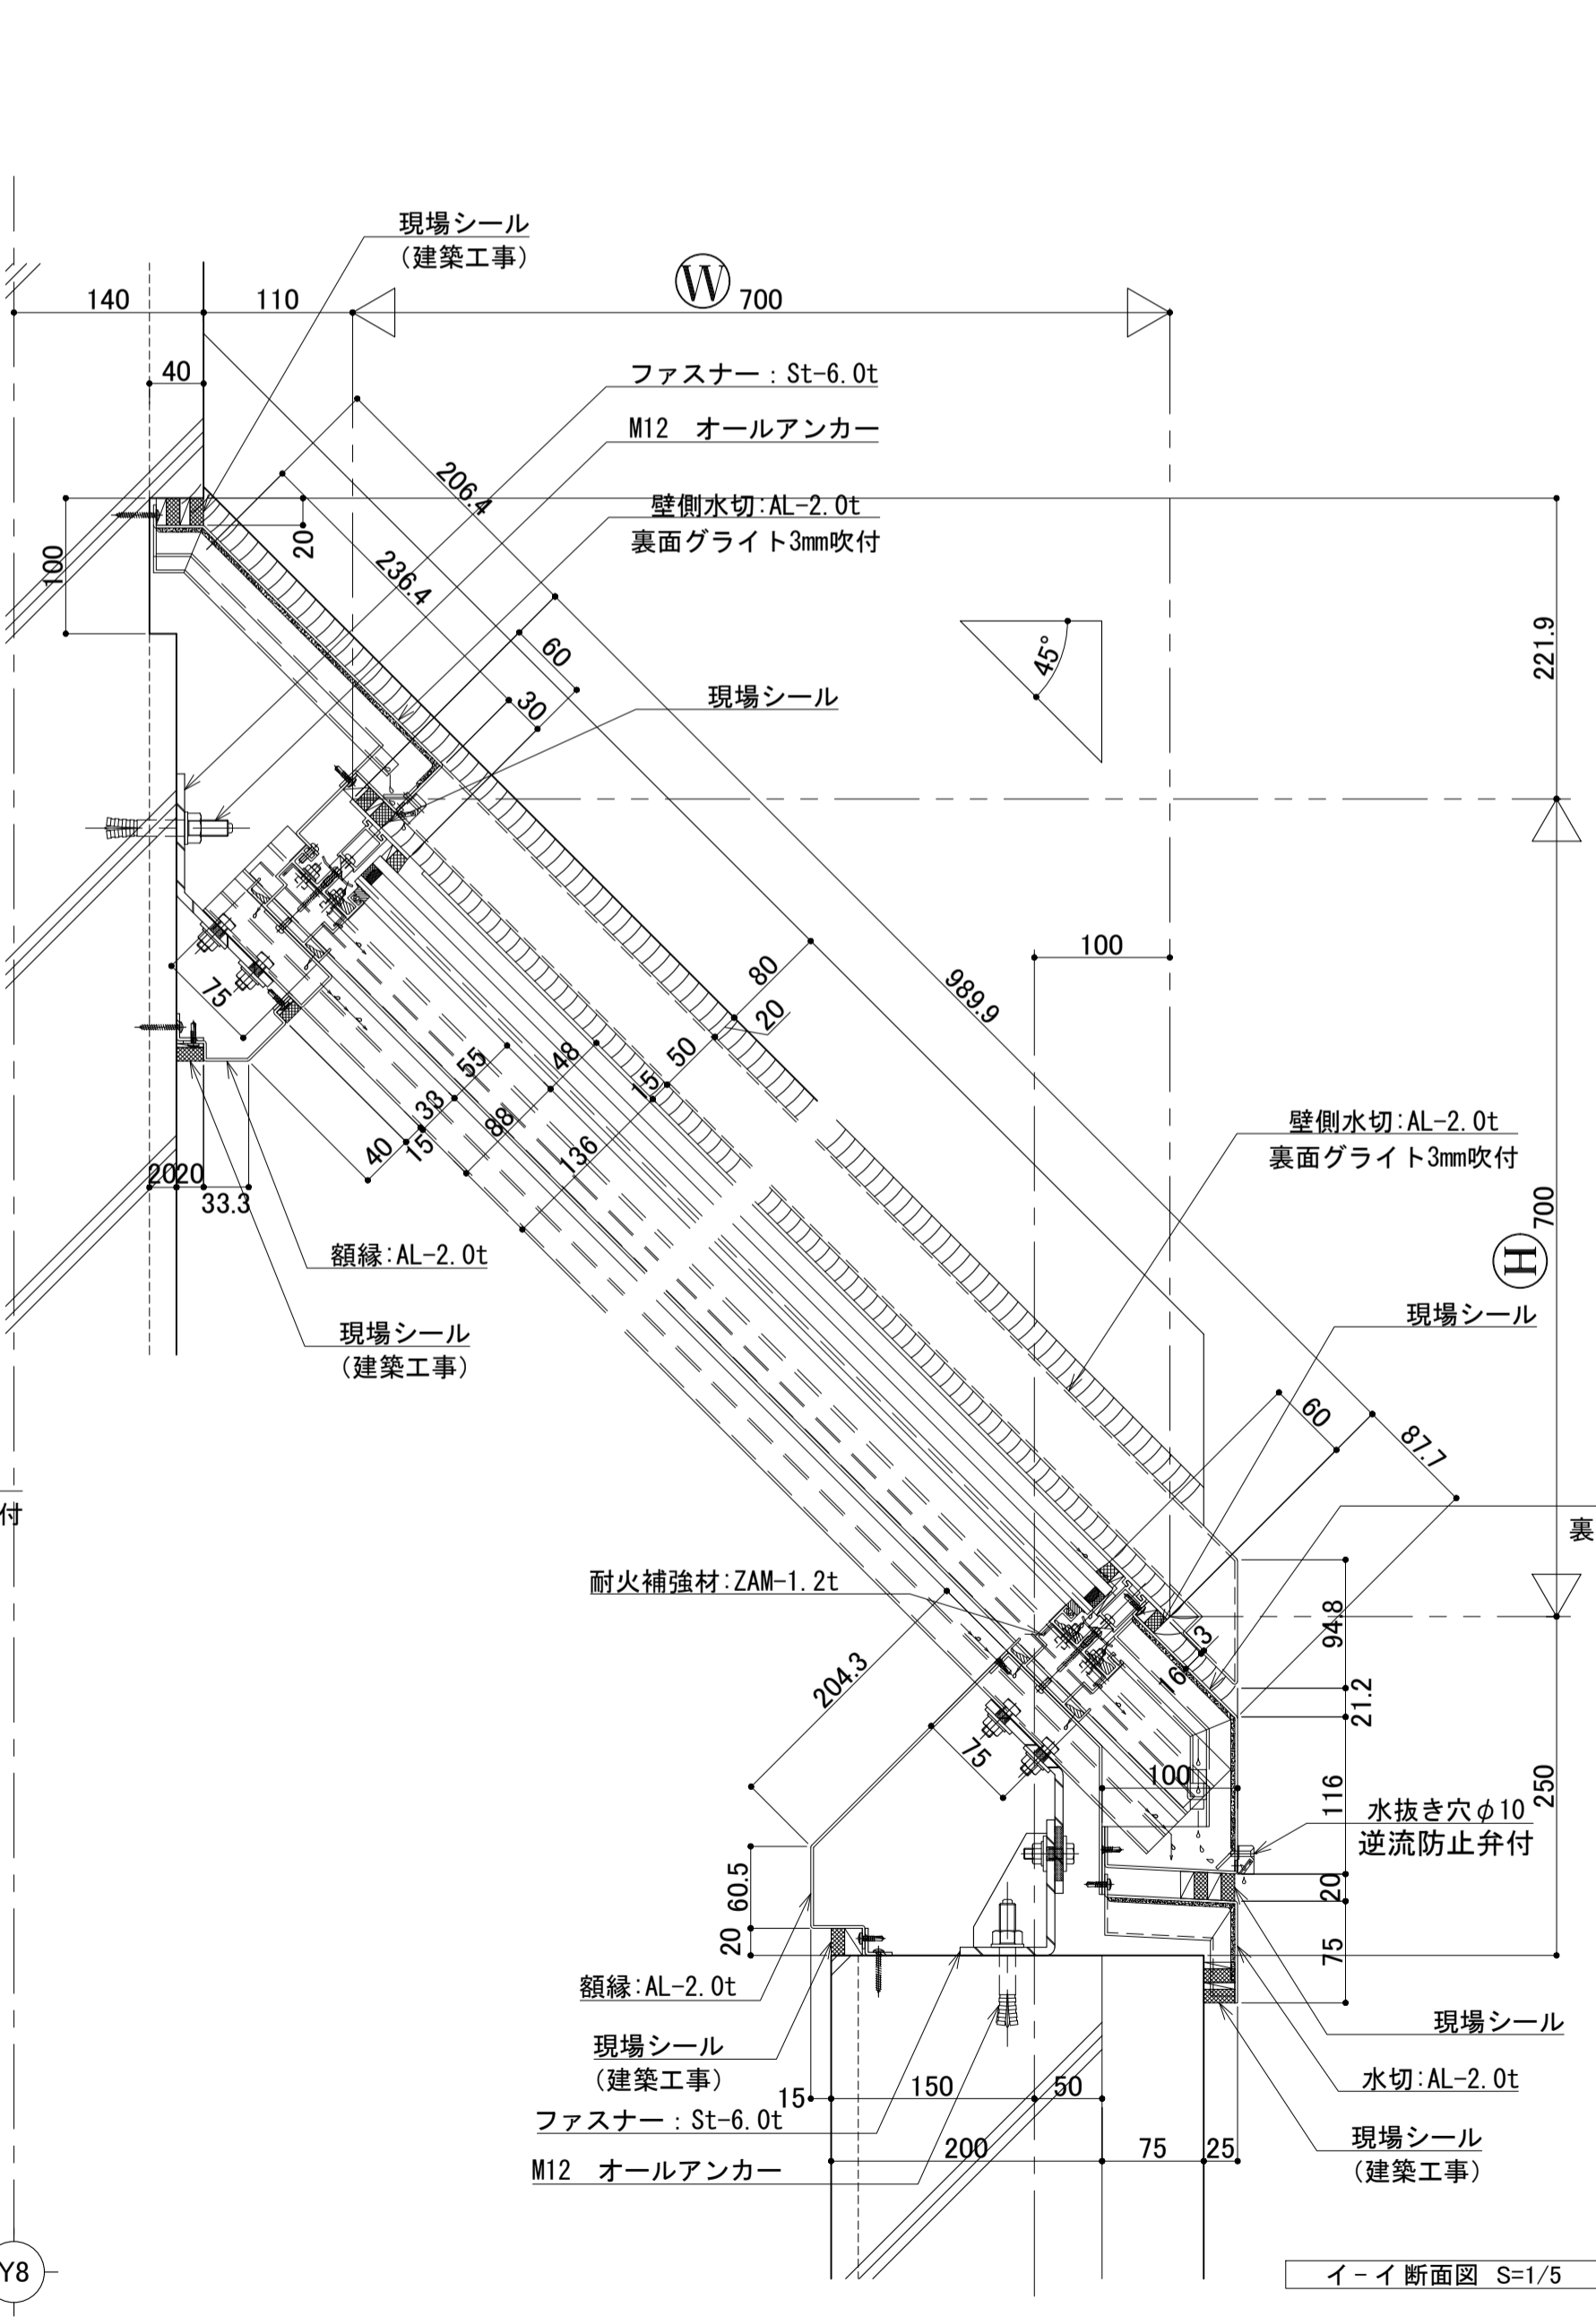 現場シール
(建築工事)
W
140
110
700
40
ファスナー：St-6.0t
M12 オールアンカー
206.4
壁側水切:AL-2.0t
裏面グライト3mm吹付
20
100
236.4
60
45°
221.9
30
現場シール
100
80
989.9
20
75
50
48
55
15
33
88
136
40
15
壁側水切:AL-2.0t
裏面グライト3mm吹付
2020
33.3
700
額縁:AL-2.0t
H
現場シール
現場シール
(建築工事)
60
87.7
付
裏
耐火補強材:ZAM-1.2t
94.8
13
204.3
16
21.2
75
100
116
250
水抜き穴φ10
逆流防止弁付
60.5
20
20
75
額縁:AL-2.0t
現場シール
現場シール
(建築工事)
水切:AL-2.0t
15
150
50
ファスナー：St-6.0t
現場シール
(建築工事)
200
75
25
M12 オールアンカー
Y8
イ-イ断面図 S=1/5